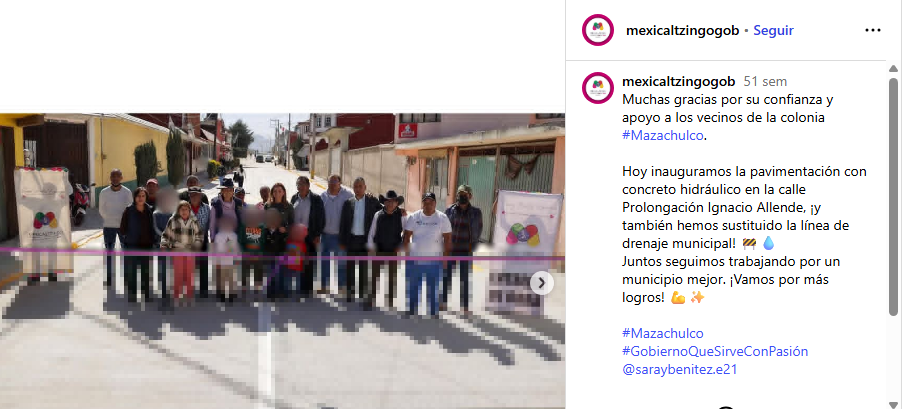 mexicaltzingogob • Seguir
mexicaltzingogob 51 sem
Muchas gracias por su confianza y
apoyo a los vecinos de la colonia
#Mazachulco.
Hoy inauguramos la pavimentación con
concreto hidráulico en la calle
Prolongación Ignacio Allende, ¡y
también hemos sustituido la línea de
drenaje municipal! 🚧 💧
Juntos seguimos trabajando por un
municipio mejor. ¡Vamos por más
logros! 💪 ✨
#Mazachulco
#GobiernoQueSirveConPasión
@saraybenitez.e21